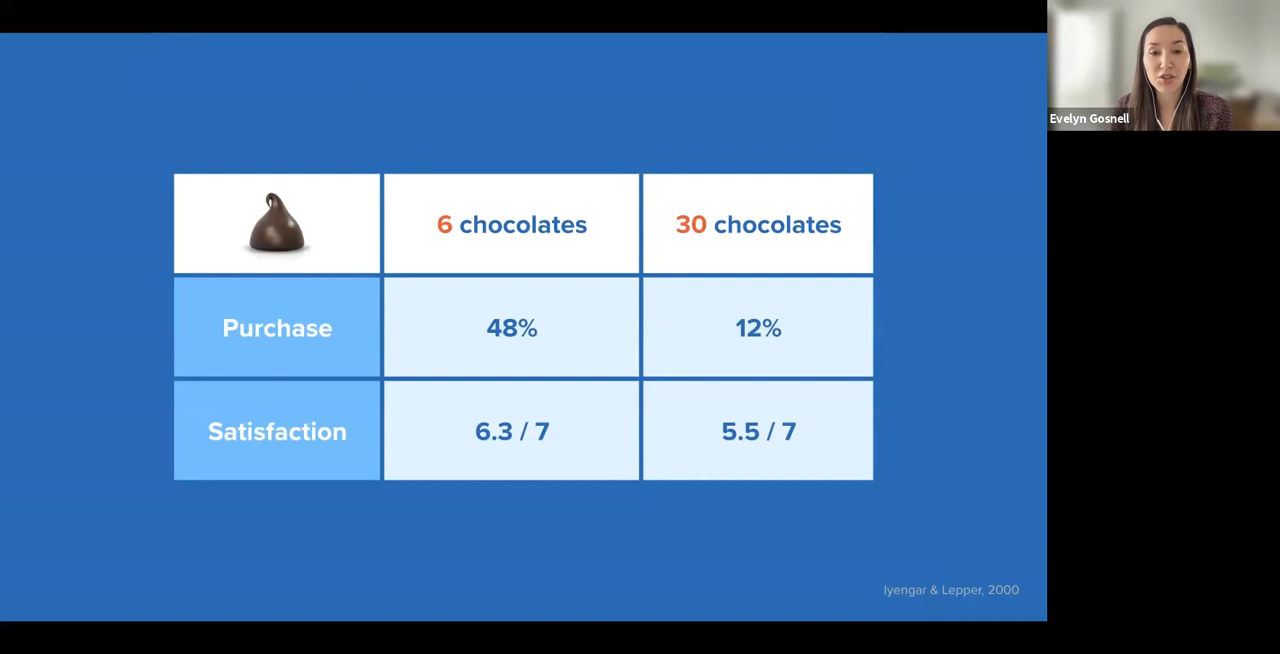 Evelyn Gosnell
6 chocolates
30 chocolates
Purchase
48%
12%
Satisfaction
6.3 / 7
5.5 / 7
Iyengar & Lepper, 2000